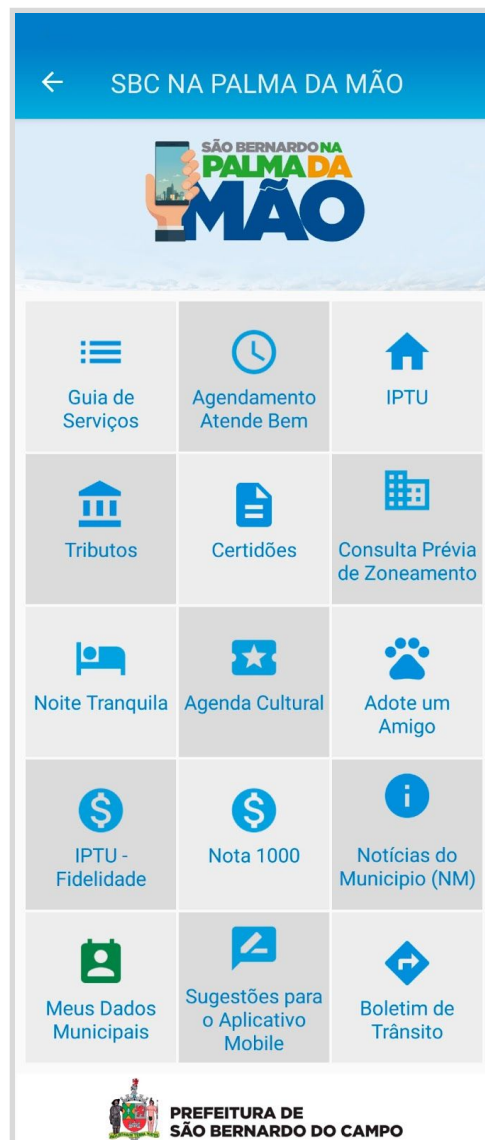 SBC NA PALMA DA MÃO
SÃO BERNARDO NA
PALMA DA
MÃO
Guia de
Serviços
Agendamento
Atende Bem
IPTU
Tributos
Certidões
Consulta Prévia
de Zoneamento
Noite Tranquila
Agenda Cultural
Adote um
Amigo
IPTU -
Fidelidade
Nota 1000
Notícias do
Municipio (NM)
Meus Dados
Municipais
Sugestões para
o Aplicativo
Mobile
Boletim de
Trânsito
PREFEITURA DE
SÃO BERNARDO DO CAMPO